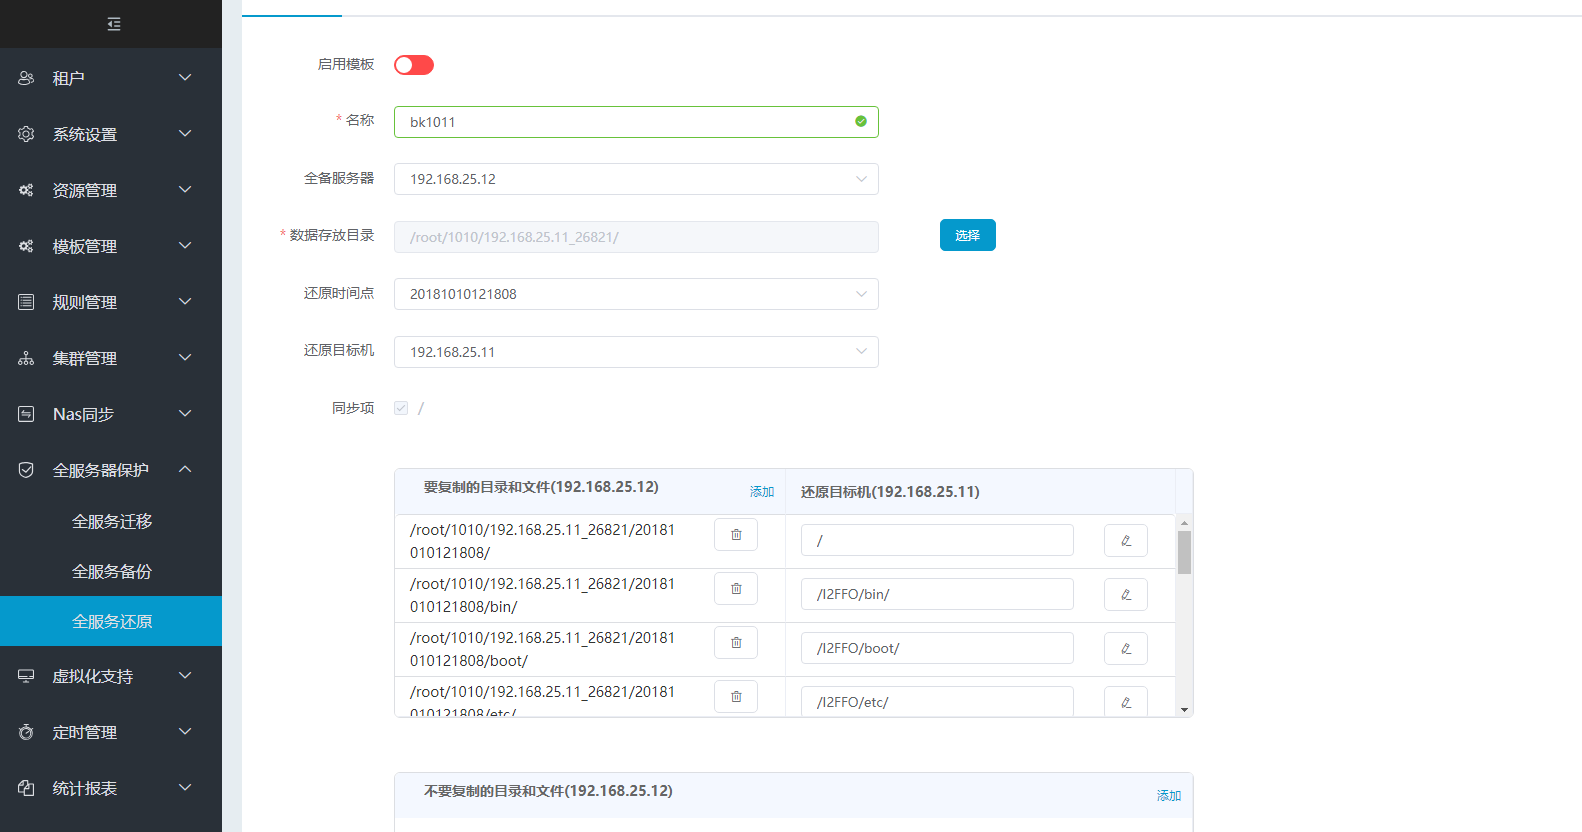 租户
系统设置
资源管理
模板管理
规则管理
集群管理
Nas同步
全服务器保护
全服务迁移
全服务备份
全服务还原
虚拟化支持
定时管理
统计报表
启用模板
* 名称 bk1011
全备服务器 192.168.25.12
* 数据存放目录 /root/1010/192.168.25.11_26821/ 选择
还原时间点 20181010121808
还原目标机 192.168.25.11
同步项 /
要复制的目录和文件(192.168.25.12) 添加 还原目标机(192.168.25.11)
/root/1010/192.168.25.11_26821/20181
010121808/
/
/root/1010/192.168.25.11_26821/20181
010121808/bin/
/I2FFO/bin/
/root/1010/192.168.25.11_26821/20181
010121808/boot/
/I2FFO/boot/
/root/1010/192.168.25.11_26821/20181
010121808/etc/
/I2FFO/etc/
不要复制的目录和文件(192.168.25.12) 添加